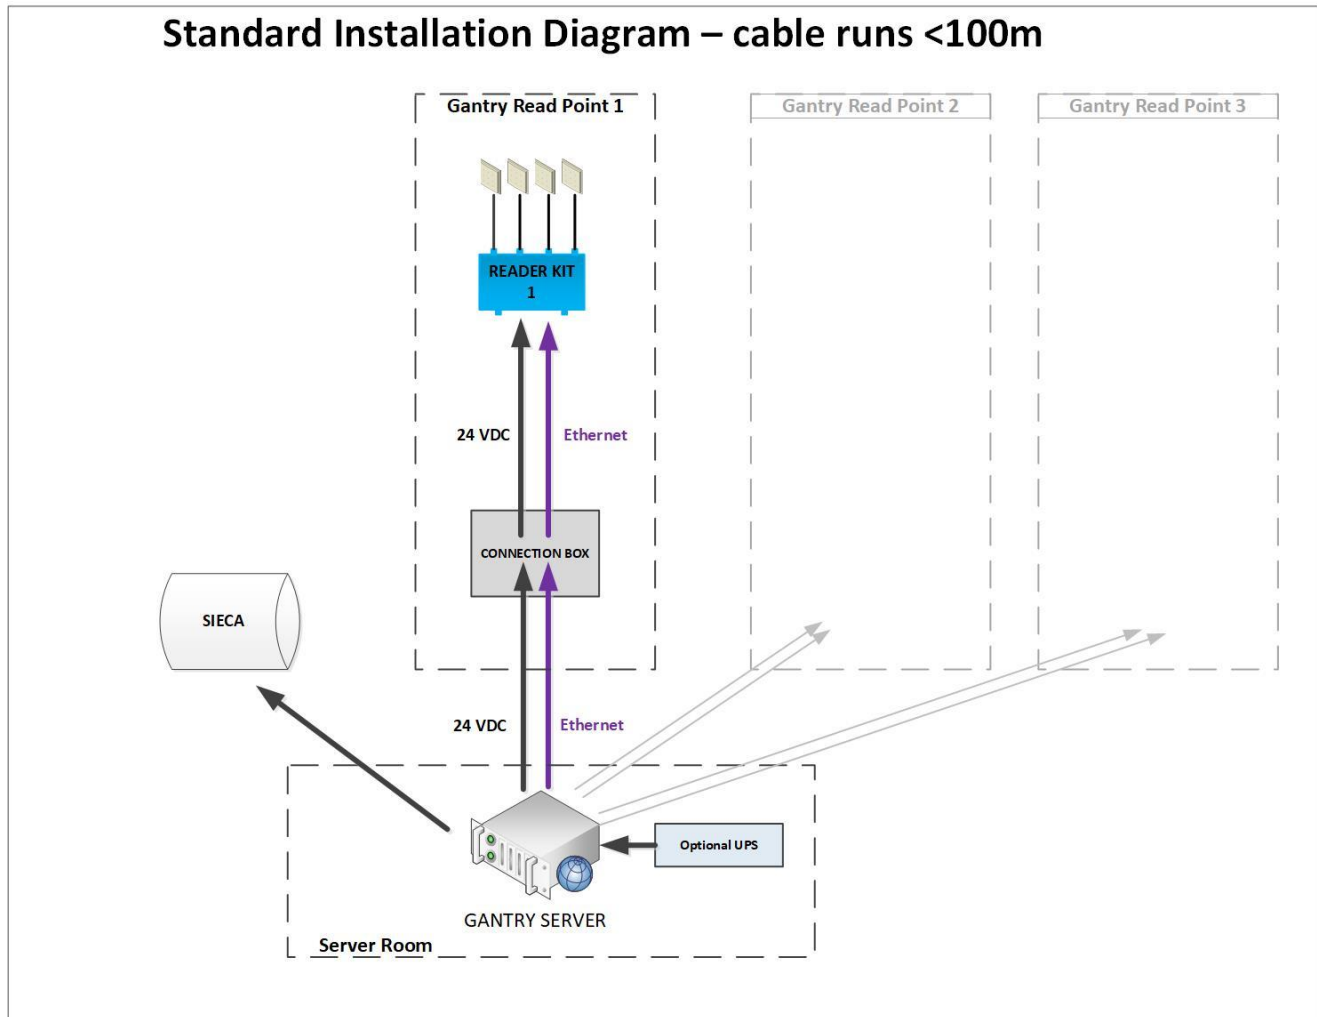 Standard Installation Diagram – cable runs <100m
Gantry Read Point 1
Gantry Read Point 2
Gantry Read Point 3
READER KIT
1
24 VDC
Ethernet
CONNECTION BOX
SIECA
24 VDC
Ethernet
Optional UPS
GANTRY SERVER
Server Room